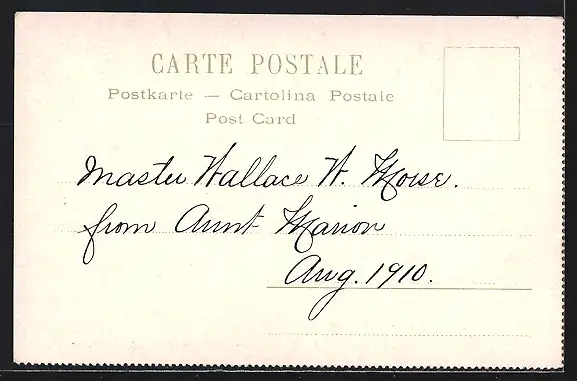 CARTE POSTALE
Postkarte — Cartolina Postale
Post Card
Master Wallace W. Morse.
from Aunt Marion
Aug. 1910.